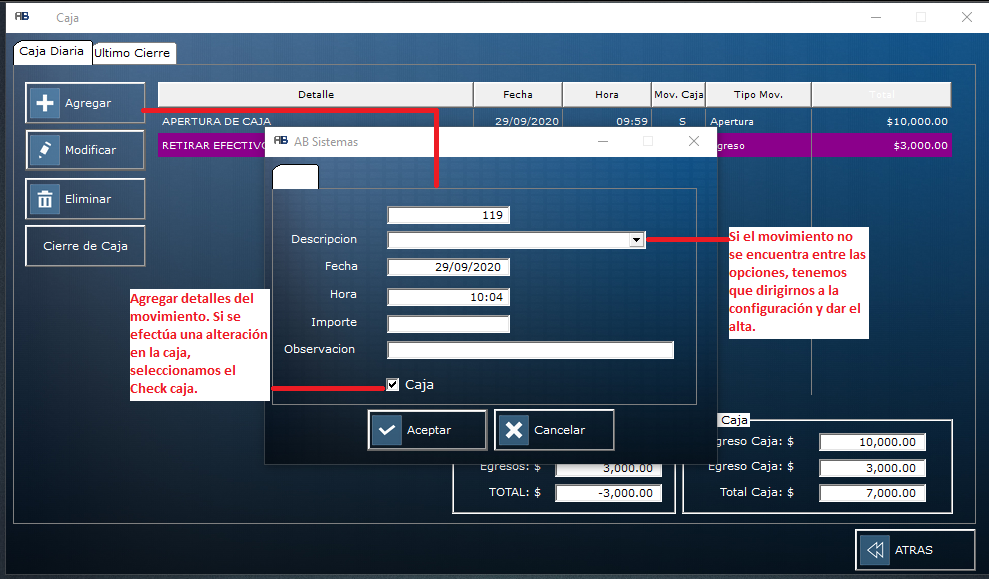 AB Caja
Caja Diaria
Ultimo Cierre
Agregar
Modificar
Eliminar
Cierre de Caja
Detalle Fecha Hora Mov. Caja Tipo Mov. Total
APERTURA DE CAJA 29/09/2020 09:59 S Apertura $10,000.00
RETIRAR EFECTIVO greso $3,000.00
AB AB Sistemas
119
Descripcion
Fecha 29/09/2020
Hora 10:04
Importe
Observacion
Caja
Aceptar
Cancelar
Agregar detalles del
movimiento. Si se
efectúa una alteración
en la caja,
seleccionamos el
Check caja.
Si el movimiento no
se encuentra entre las
opciones, tenemos
que dirigirnos a la
configuración y dar el
alta.
Egresos: $ 3,000.00
TOTAL: $ -3,000.00
Caja
greso Caja: $ 10,000.00
Egreso Caja: $ 3,000.00
Total Caja: $ 7,000.00
ATRAS